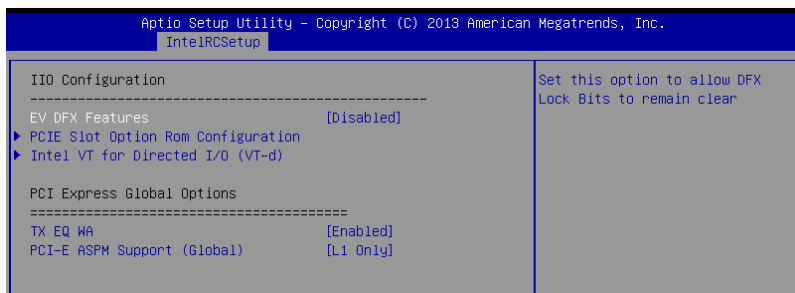 Aptio Setup Utility – Copyright (C) 2013 American Megatrends, Inc.
IntelRCSetup
IIO Configuration
--------------------------------------------------
EV DFX Features [Disabled]
PCIE Slot Option Rom Configuration
Intel VT for Directed I/O (VT-d)
PCI Express Global Options
========================================
TX EQ WA [Enabled]
PCI-E ASPM Support (Global) [L1 Only]
Set this option to allow DFX
Lock Bits to remain clear